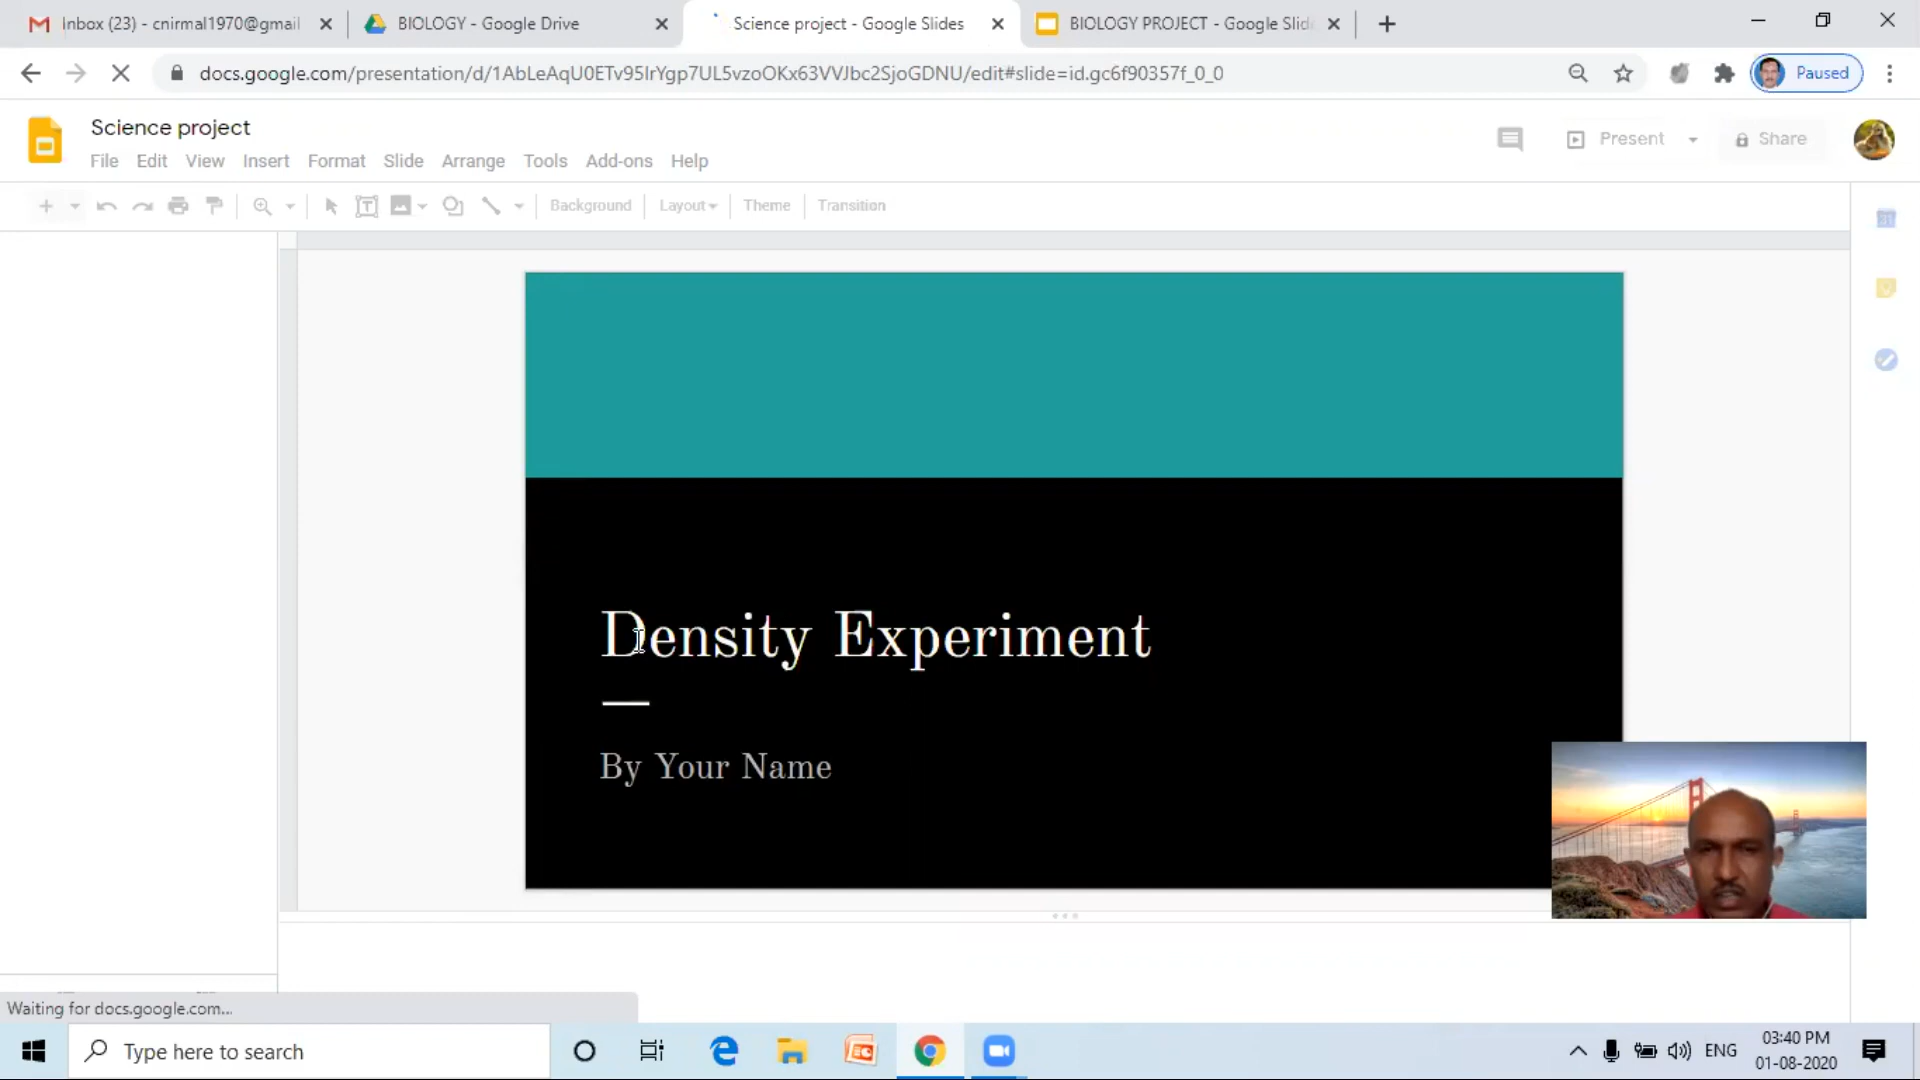 Inbox (23) - cnirmal1970@gmail
BIOLOGY - Google Drive
Science project - Google Slides
BIOLOGY PROJECT - Google Slid
docs.google.com/presentation/d/1AbLeAqU0ETv95IrYgp7UL5vzoOKx63VVJbc2SjoGDNU/edit#slide=id.gc6f90357f_0_0
Paused
Science project
File Edit View Insert Format Slide Arrange Tools Add-ons Help
Present
Share
Background Layout Theme Transition
31
Density Experiment
By Your Name
Waiting for docs.google.com...
Type here to search
ENG
03:40 PM
01-08-2020